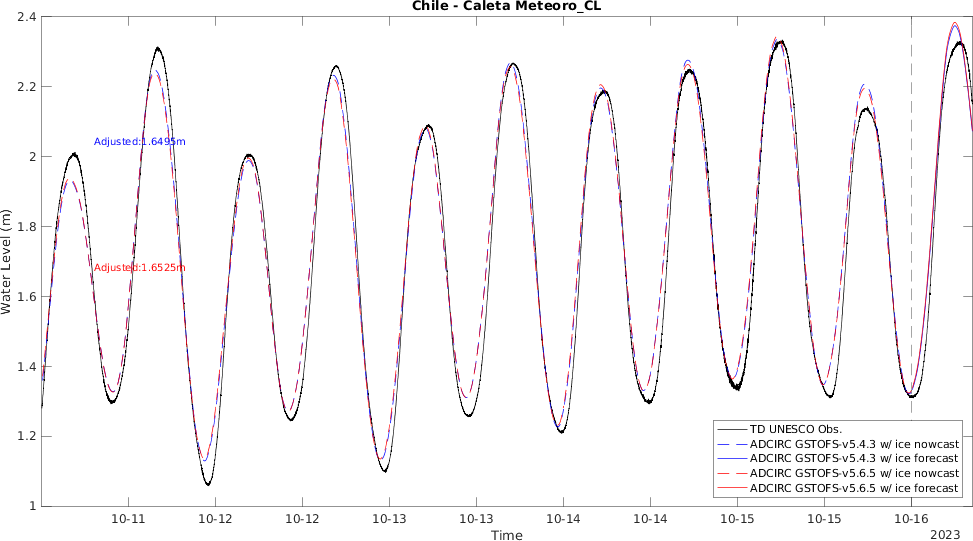 Chile - Caleta Meteoro_CL
Water Level (m)
2.4
2.2
2
1.8
1.6
1.4
1.2
1
Adjusted:1.6495m
Adjusted:1.6525m
TD UNESCO Obs.
ADCIRC GSTOFS-v5.4.3 w/ ice nowcast
ADCIRC GSTOFS-v5.4.3 w/ ice forecast
ADCIRC GSTOFS-v5.6.5 w/ ice nowcast
ADCIRC GSTOFS-v5.6.5 w/ ice forecast
10-11 10-12 10-12 10-13 10-13 10-14 10-14 10-15 10-15 10-16
Time
2023